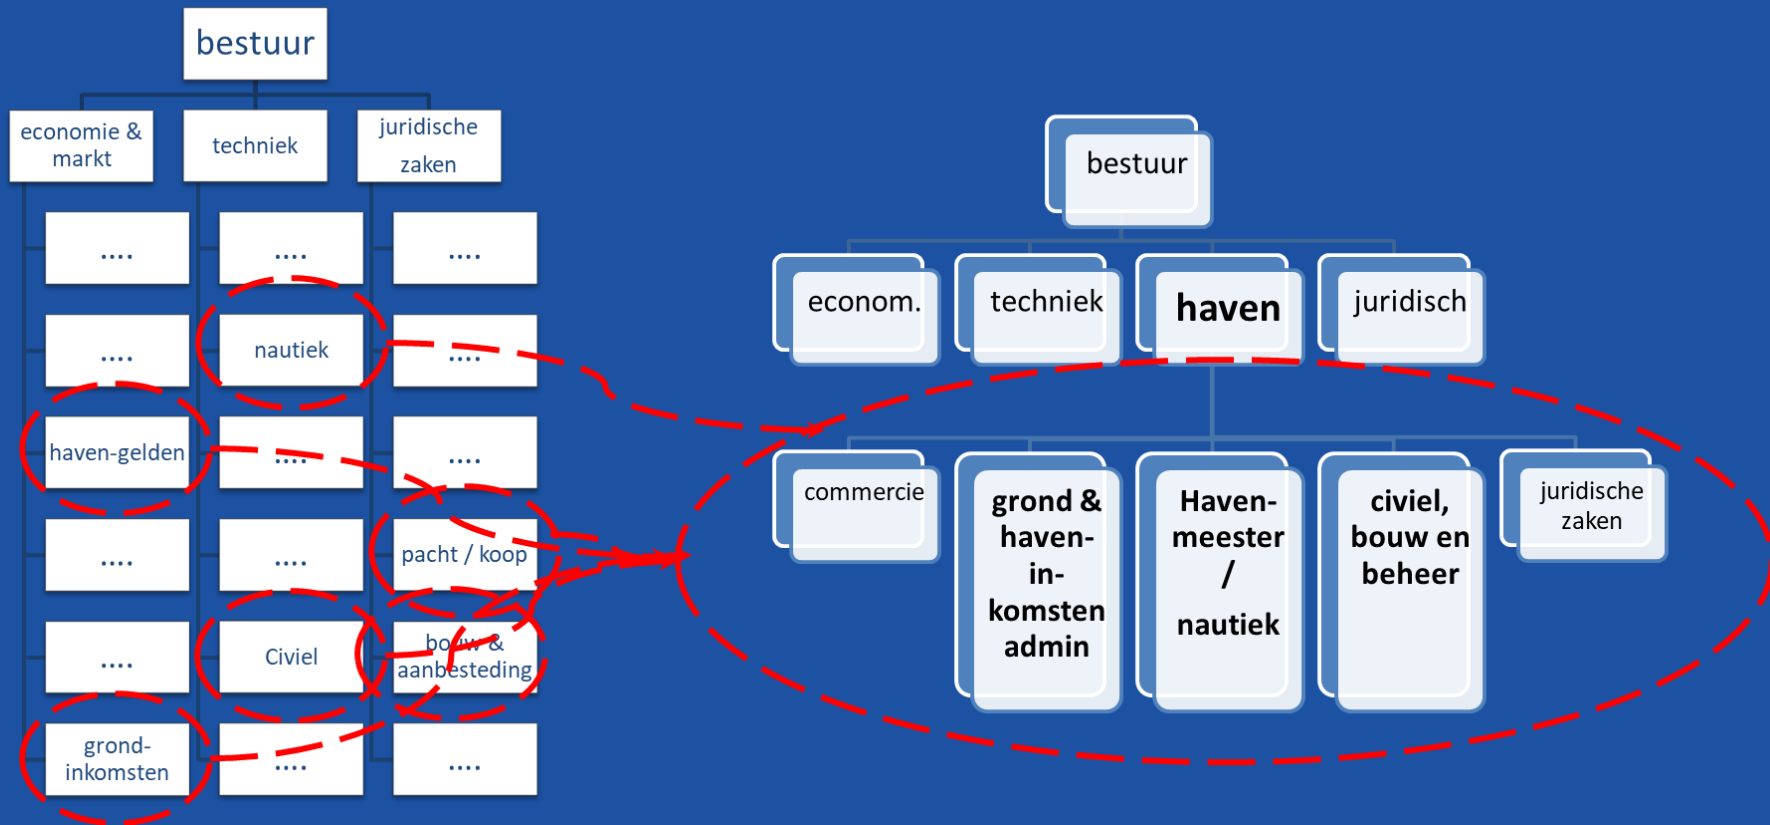 bestuur
economie &
markt
techniek
juridische
zaken
....
....
....
....
nautiek
....
haven-gelden
....
....
....
....
pacht / koop
....
Civiel
bouw &
aanbesteding
grond-
inkomsten
....
....
bestuur
econom.
techniek
haven
juridisch
commercie
grond &
haven-
in-
komsten
admin
Haven-
meester
/
nautiek
civiel,
bouw en
beheer
juridische
zaken